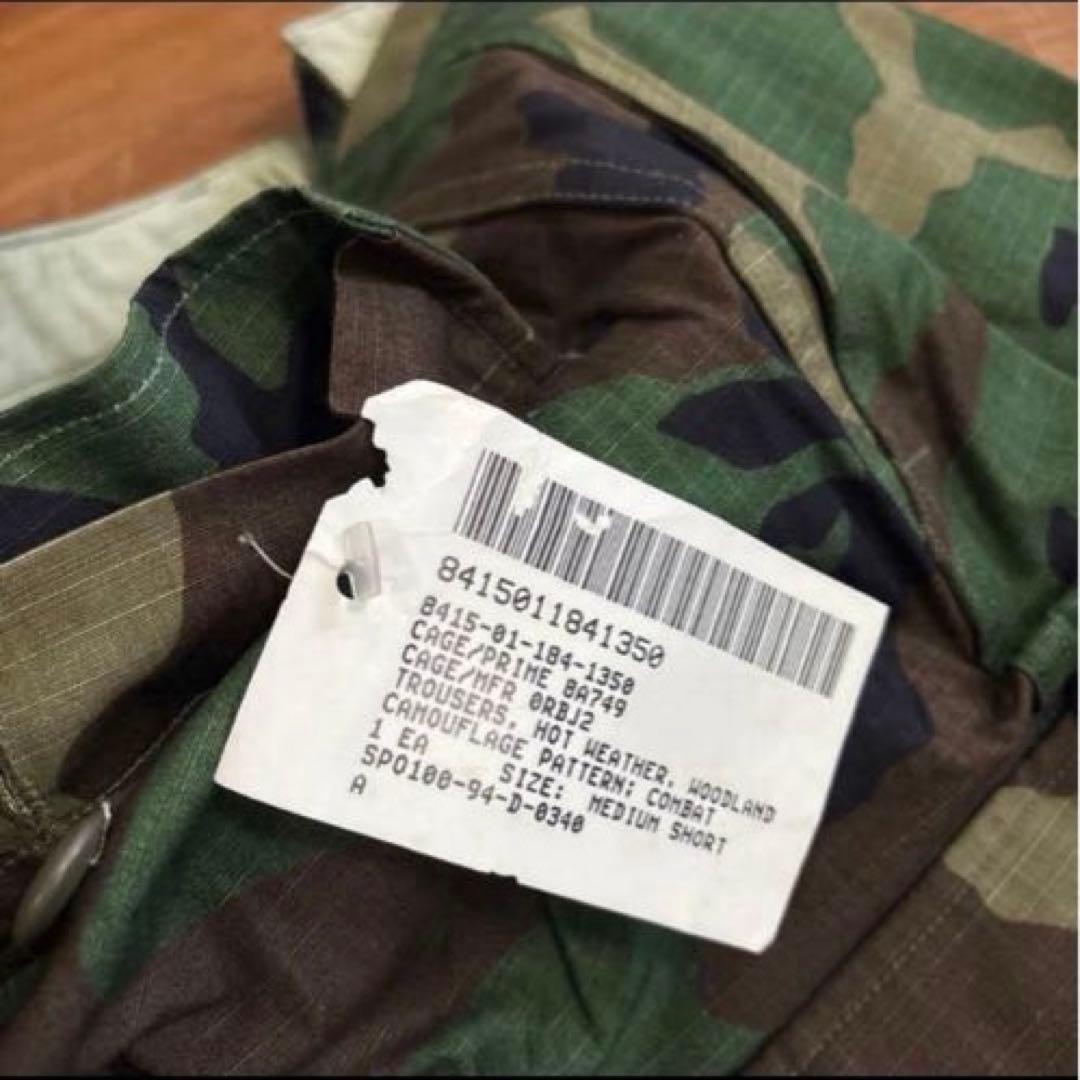 8415011841350
8415-01-184-1350
CAGE/PRIME 8A749
CAGE/MFR 0RBJ2
TROUSERS, HOT WEATHER, WOODLAND
CAMOUFLAGE PATTERN: COMBAT
1 EA SIZE: MEDIUM SHORT
SPO100-94-D-0340
A